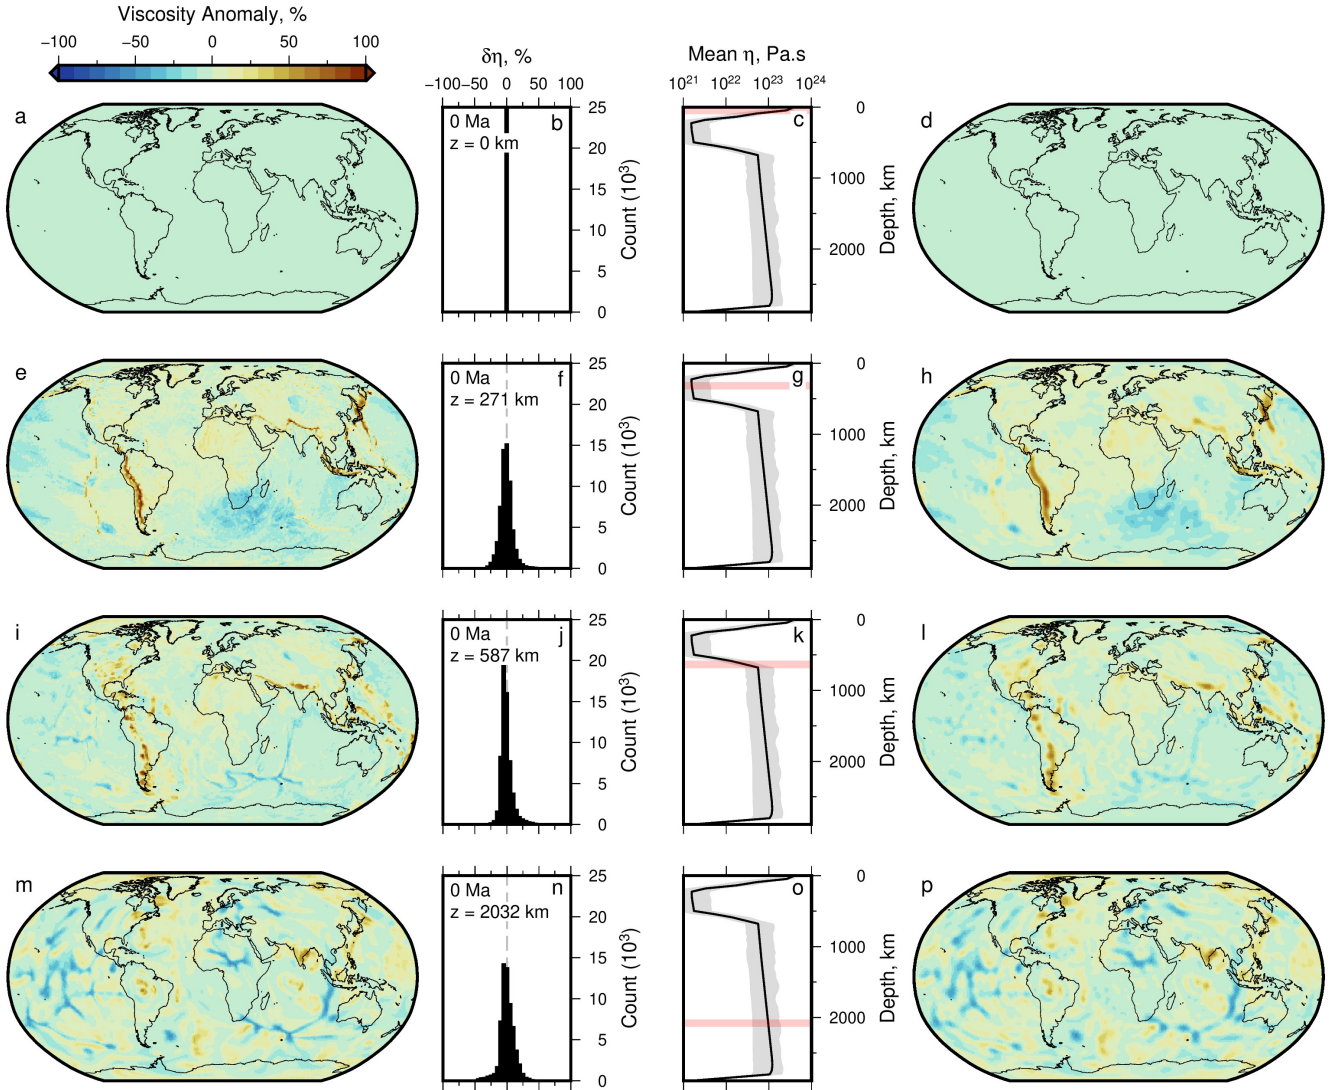 Viscosity Anomaly, %
−100 −50 0 50 100
δη, %
−100 −50 0 50 100
Mean η, Pa.s
10²¹ 10²² 10²³ 10²⁴
a
0 Ma b
z = 0 km
0 5 10 15 20 25
Count (10³)
c
0 1000 2000
Depth, km
d
e
0 Ma f
z = 271 km
0 5 10 15 20 25
Count (10³)
g
0 1000 2000
Depth, km
h
i
0 Ma j
z = 587 km
0 5 10 15 20 25
Count (10³)
k
0 1000 2000
Depth, km
l
m
0 Ma n
z = 2032 km
0 5 10 15 20 25
Count (10³)
o
0 1000 2000
Depth, km
p